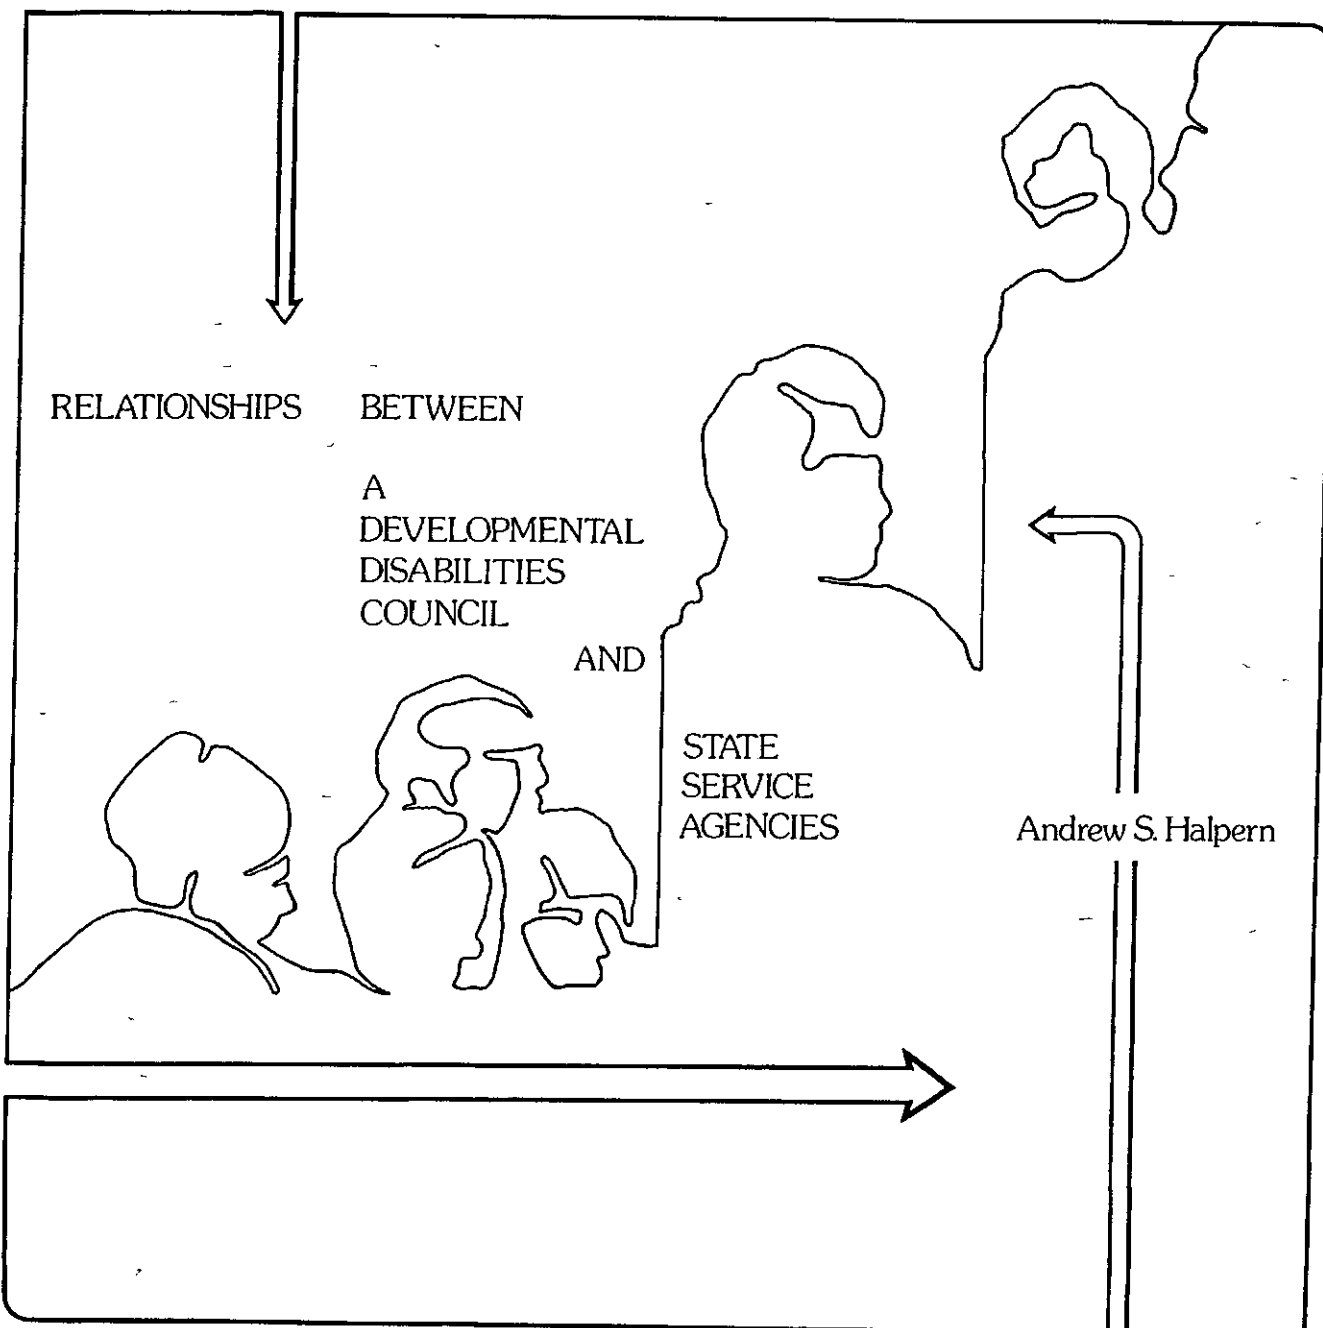 RELATIONSHIPS BETWEEN
A
DEVELOPMENTAL
DISABILITIES
COUNCIL
AND
STATE
SERVICE
AGENCIES
Andrew S. Halpern